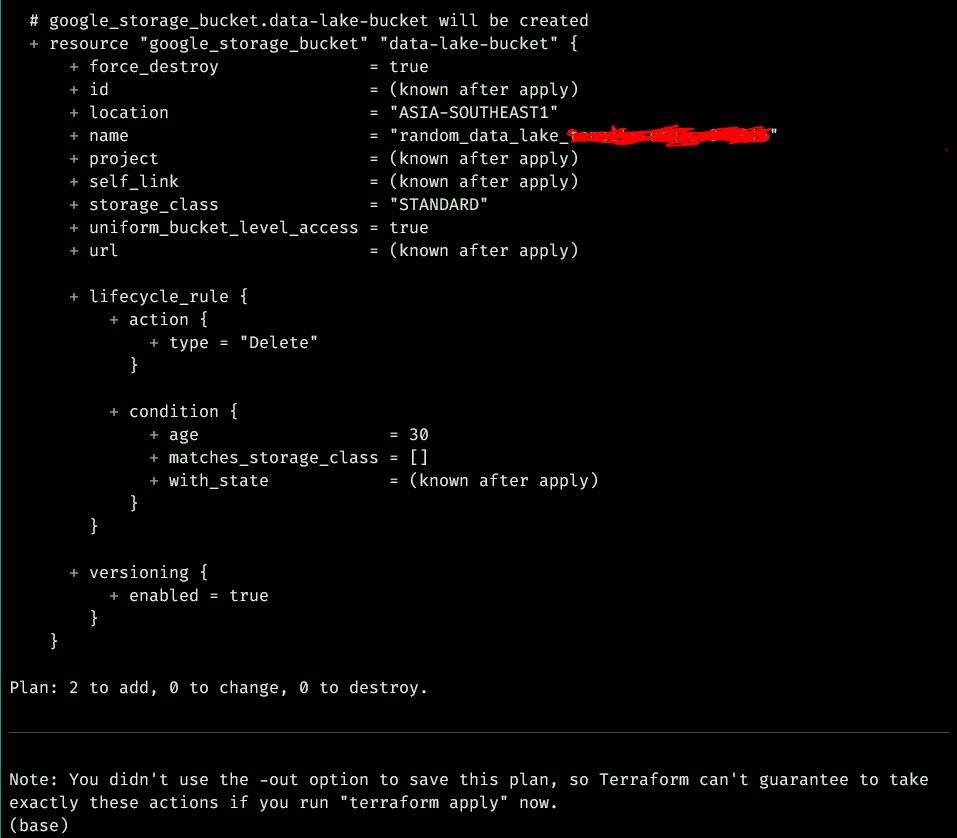 # google_storage_bucket.data-lake-bucket will be created
+ resource "google_storage_bucket" "data-lake-bucket" {
+ force_destroy = true
+ id = (known after apply)
+ location = "ASIA-SOUTHEAST1"
+ name = "random_data_lake_"
+ project = (known after apply)
+ self_link = (known after apply)
+ storage_class = "STANDARD"
+ uniform_bucket_level_access = true
+ url = (known after apply)
+ lifecycle_rule {
+ action {
+ type = "Delete"
}
+ condition {
+ age = 30
+ matches_storage_class = []
+ with_state = (known after apply)
}
}
+ versioning {
+ enabled = true
}
}
Plan: 2 to add, 0 to change, 0 to destroy.
Note: You didn't use the -out option to save this plan, so Terraform can't guarantee to take
exactly these actions if you run "terraform apply" now.
(base)